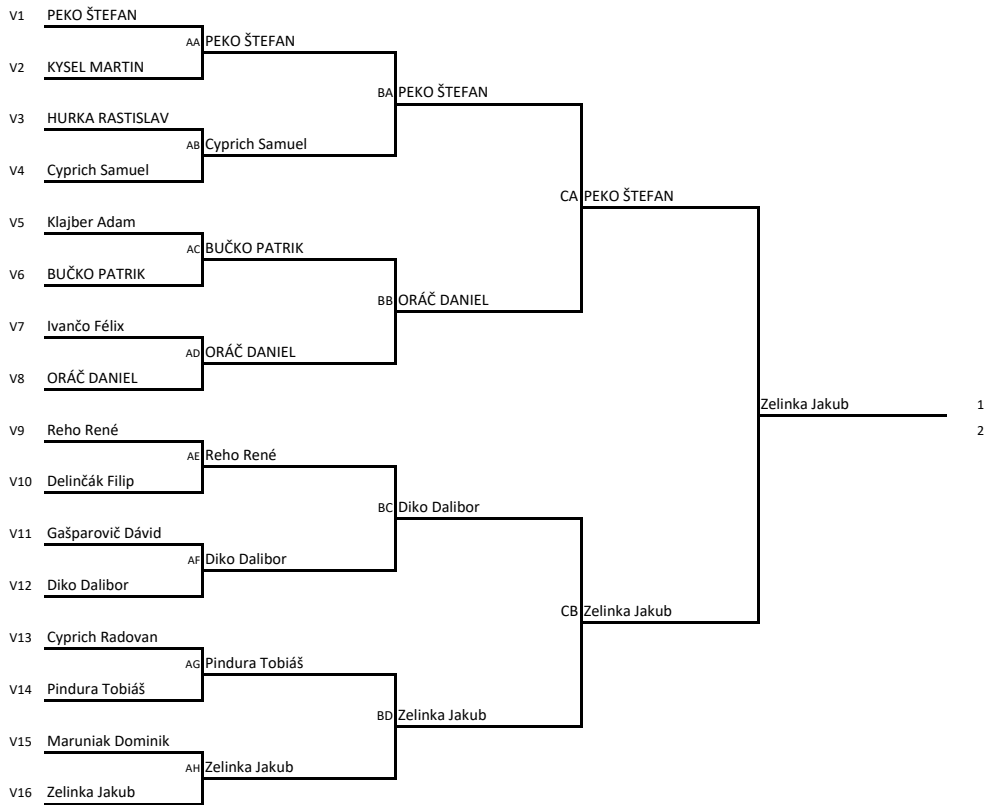 V1 PEKO ŠTEFAN
AA PEKO ŠTEFAN
V2 KYSEL MARTIN
BA PEKO ŠTEFAN
V3 HURKA RASTISLAV
AB Cyprich Samuel
V4 Cyprich Samuel
CA PEKO ŠTEFAN
V5 Klajber Adam
AC BUČKO PATRIK
V6 BUČKO PATRIK
BB ORÁČ DANIEL
V7 Ivančo Félix
AD ORÁČ DANIEL
V8 ORÁČ DANIEL
Zelinka Jakub 1
2
V9 Reho René
AE Reho René
V10 Delinčák Filip
BC Diko Dalibor
V11 Gašparovič Dávid
AF Diko Dalibor
V12 Diko Dalibor
CB Zelinka Jakub
V13 Cyprich Radovan
AG Pindura Tobiáš
V14 Pindura Tobiáš
BD Zelinka Jakub
V15 Maruniak Dominik
AH Zelinka Jakub
V16 Zelinka Jakub